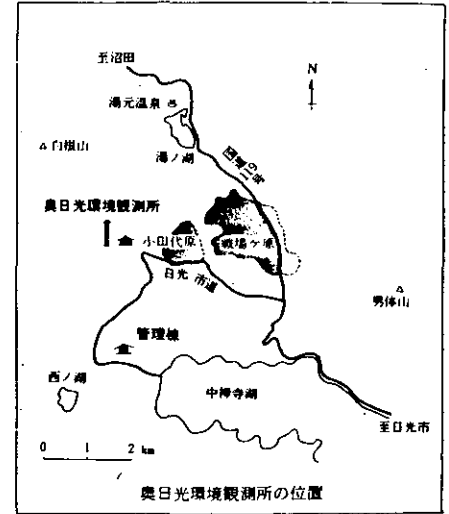 至沼田
N
湯元温泉
湯ノ湖
白根山
国道119号
奥日光環境観測所
小田代原
戦場ケ原
日光市道
男体山
管理棟
西ノ湖
中禅寺湖
至日光市
0 1 2 km
奥日光環境観測所の位置